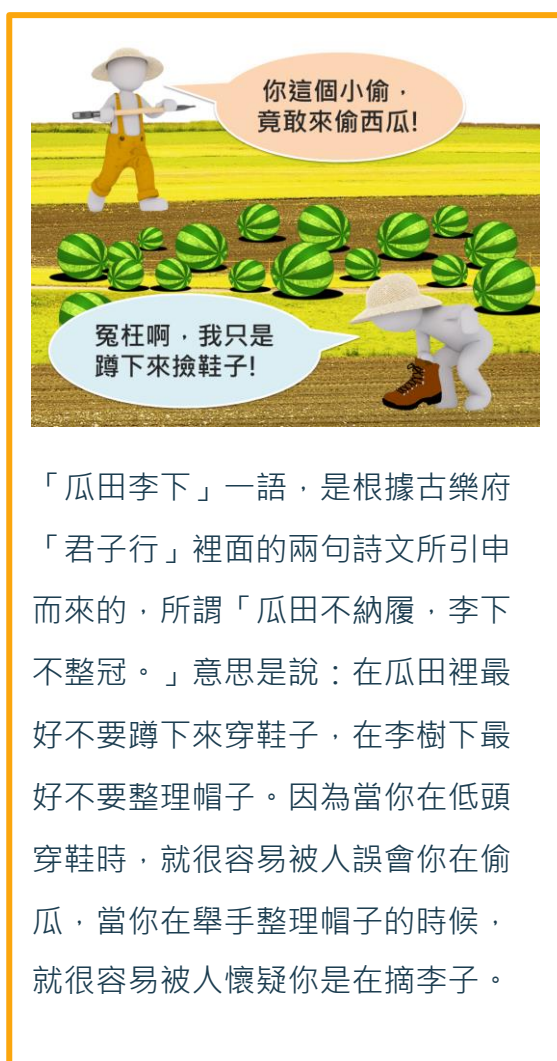 你這個小偷，
竟敢來偷西瓜!
冤枉啊，我只是
蹲下來撿鞋子!
「瓜田李下」一語，是根據古樂府
「君子行」裡面的兩句詩文所引申
而來的，所謂「瓜田不納履，李下
不整冠。」意思是說：在瓜田裡最
好不要蹲下來穿鞋子，在李樹下最
好不要整理帽子。因為當你在低頭
穿鞋時，就很容易被人誤會你在偷
瓜，當你在舉手整理帽子的時候，
就很容易被人懷疑你是在摘李子。